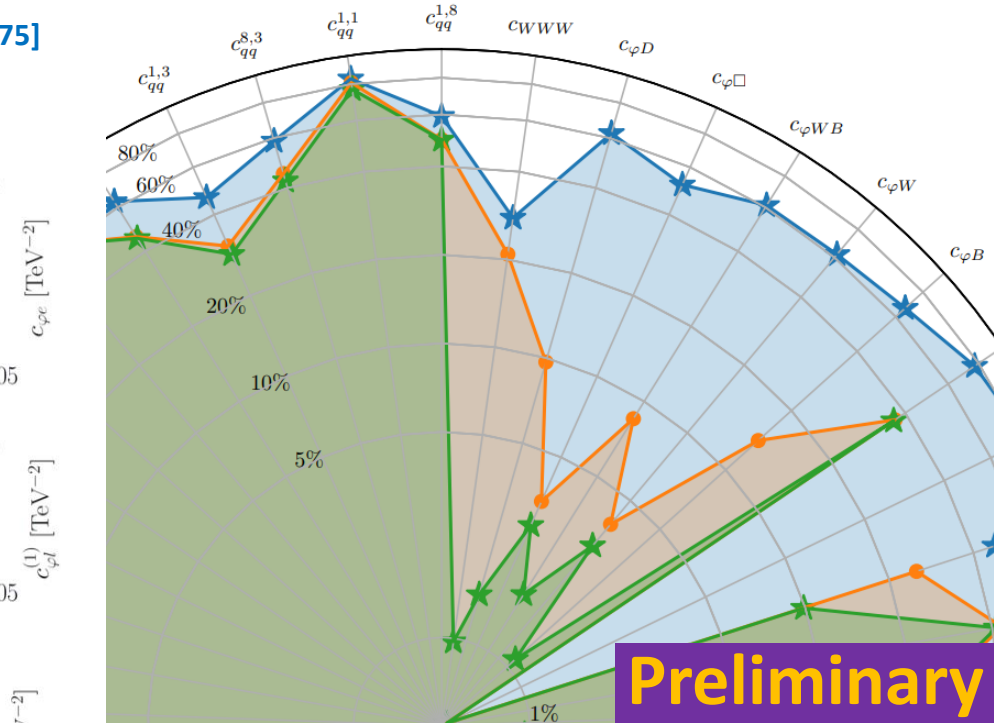 75]
c_{qq}^{1,8}
c_{qq}^{1,1}
c_{WWW}
c_{qq}^{8,3}
c_{φD}
c_{qq}^{1,3}
c_{φ□}
c_{φWB}
80%
60%
c_{φW}
40%
c_{φB}
c_{φe} [TeV^{-2}]
20%
05
10%
5%
c_{φl}^{(1)} [TeV^{-2}]
05
Preliminary
1%